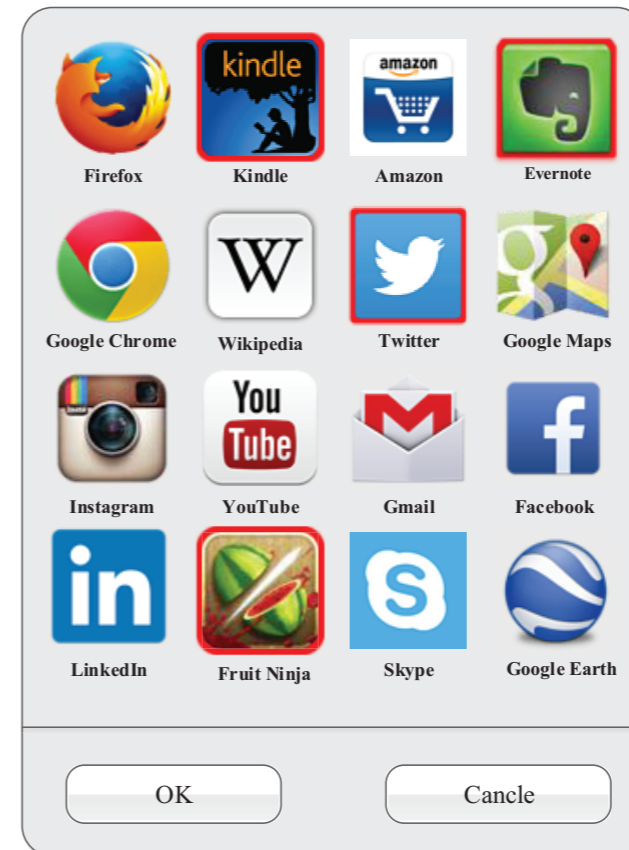 kindle
amazon
Firefox Kindle Amazon Evernote
W
Google Chrome Wikipedia Twitter Google Maps
You
Tube
Instagram YouTube Gmail Facebook
in
S
LinkedIn Fruit Ninja Skype Google Earth
OK Cancle